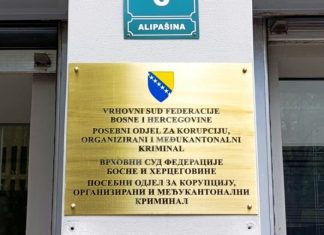 ALIPAŠINA
VRHOVNI SUD FEDERACIJE
BOSNE I HERCEGOVINE
POSEBNI ODJEL ZA KORUPCIJU,
ORGANIZIRANI I MEĐUKANTONALNI
KRIMINAL
ВРХОВНИ СУД ФЕДЕРАЦИЈЕ
БОСНЕ И ХЕРЦЕГОВИНЕ
ПОСЕБНИ ОДЈЕЛ ЗА КОРУПЦИЈУ,
ОРГАНИЗИРАНИ И МЕЂУКАНТОНАЛНИ
КРИМИНАЛ